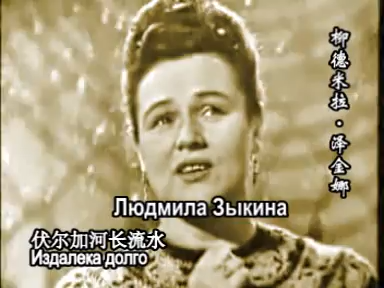 柳德米拉·泽金娜
Людмила Зыкина
伏尔加河长流水
Издалека долго